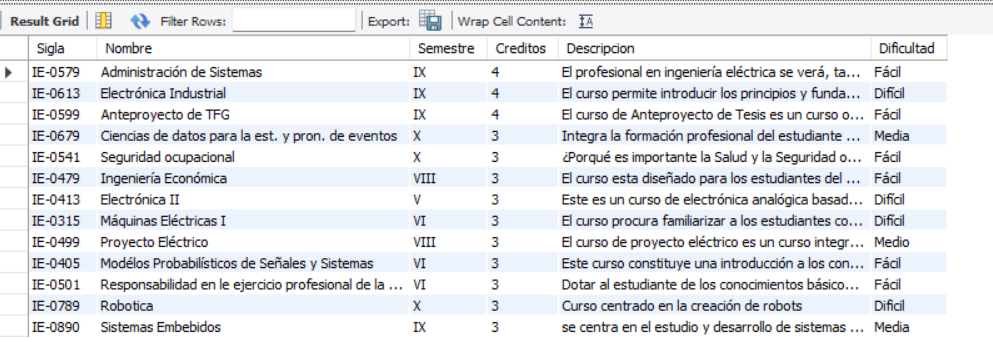 Result Grid Filter Rows: Export: Wrap Cell Content: IA
Sigla Nombre Semestre Creditos Descripcion Dificultad
IE-0579 Administración de Sistemas IX 4 El profesional en ingeniería eléctrica se verá, ta... Fácil
IE-0613 Electrónica Industrial IX 4 El curso permite introducir los principios y funda... Difícil
IE-0599 Anteproyecto de TFG IX 4 El curso de Anteproyecto de Tesis es un curso o... Fácil
IE-0679 Ciencias de datos para la est. y pron. de eventos X 3 Integra la formación profesional del estudiante ... Media
IE-0541 Seguridad ocupacional X 3 ¿Porqué es importante la Salud y la Seguridad o... Fácil
IE-0479 Ingeniería Económica VIII 3 El curso esta diseñado para los estudiantes del ... Fácil
IE-0413 Electrónica II V 3 Este es un curso de electrónica analógica basad... Difícil
IE-0315 Máquinas Eléctricas I VI 3 El curso procura familiarizar a los estudiantes co... Difícil
IE-0499 Proyecto Eléctrico VIII 3 El curso de proyecto eléctrico es un curso integr... Medio
IE-0405 Modélos Probabilísticos de Señales y Sistemas VI 3 Este curso constituye una introducción a los con... Fácil
IE-0501 Responsabilidad en le ejercicio profesional de la ... VI 3 Dotar al estudiante de los conocimientos básico... Fácil
IE-0789 Robotica X 3 Curso centrado en la creación de robots Dificil
IE-0890 Sistemas Embebidos IX 3 se centra en el estudio y desarrollo de sistemas ... Media